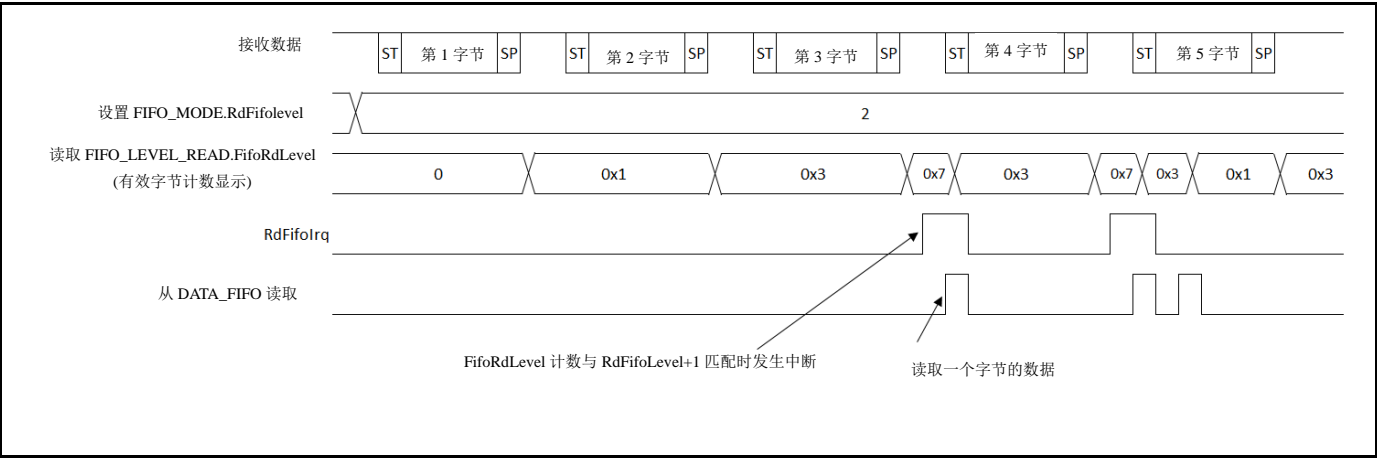 接收数据 ST 第 1 字节 SP ST 第 2 字节 SP ST 第 3 字节 SP ST 第 4 字节 SP ST 第 5 字节 SP
设置 FIFO_MODE.RdFifolevel 2
读取 FIFO_LEVEL_READ.FifoRdLevel
(有效字节计数显示)
0 0x1 0x3 0x7 0x3 0x7 0x3 0x1 0x3
RdFifoIrq
从 DATA_FIFO 读取
FifoRdLevel 计数与 RdFifoLevel+1 匹配时发生中断
读取一个字节的数据